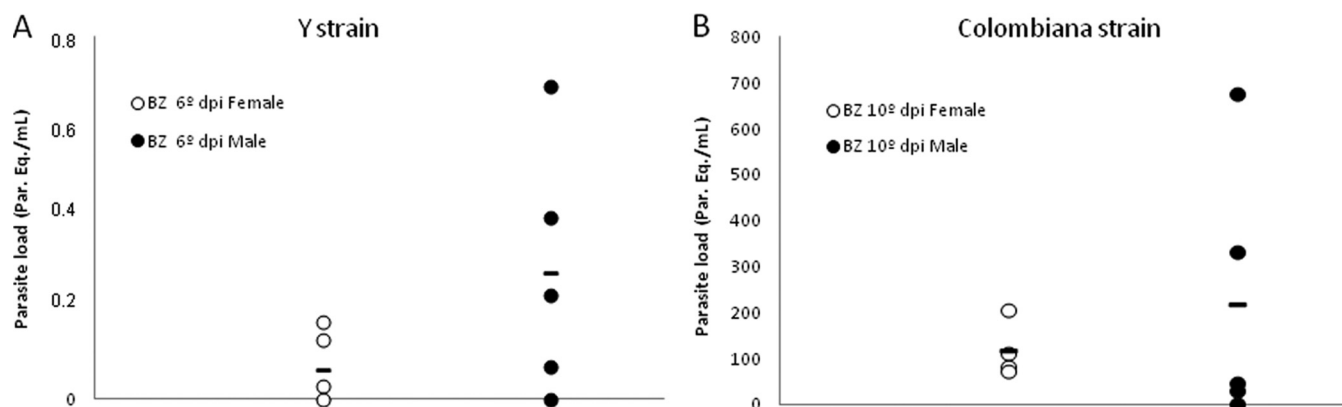 A
Y strain
Parasite load (Par. Eq./mL)
0.8
0.6
0.4
0.2
0
BZ 6º dpi Female
BZ 6º dpi Male
B
Colombiana strain
Parasite load (Par. Eq./mL)
800
700
600
500
400
300
200
100
0
BZ 10º dpi Female
BZ 10º dpi Male